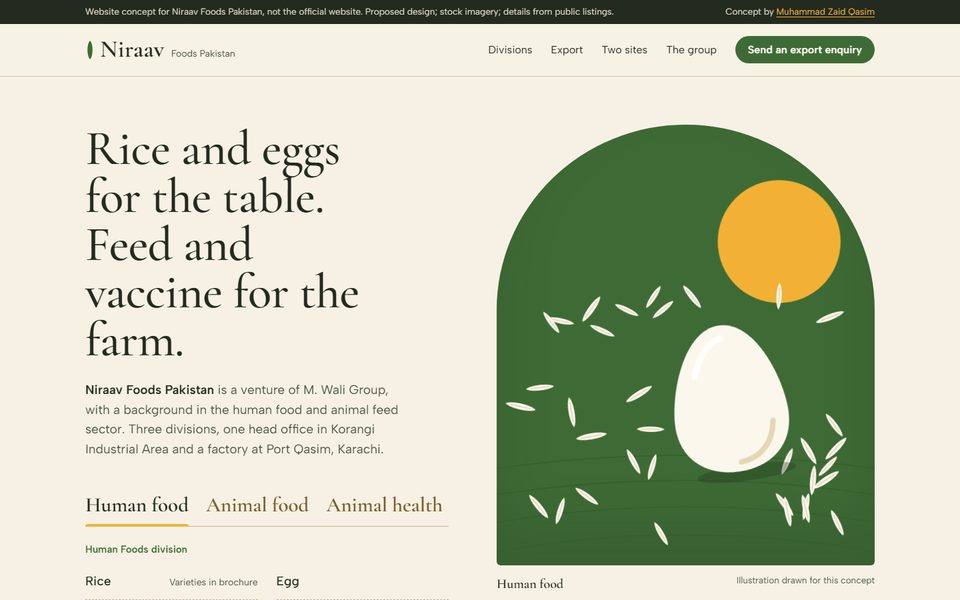 Website concept for Niraav Foods Pakistan, not the official website. Proposed design; stock imagery; details from public listings.
Concept by Muhammad Zaid Qasim
Niraav Foods Pakistan
Divisions
Export
Two sites
The group
Send an export enquiry
Rice and eggs
for the table.
Feed and
vaccine for the
farm.
Niraav Foods Pakistan is a venture of M. Wali Group,
with a background in the human food and animal feed
sector. Three divisions, one head office in Korangi
Industrial Area and a factory at Port Qasim, Karachi.
Human food
Animal food
Animal health
Human Foods division
Rice
Varieties in brochure
Egg
Human food
Illustration drawn for this concept